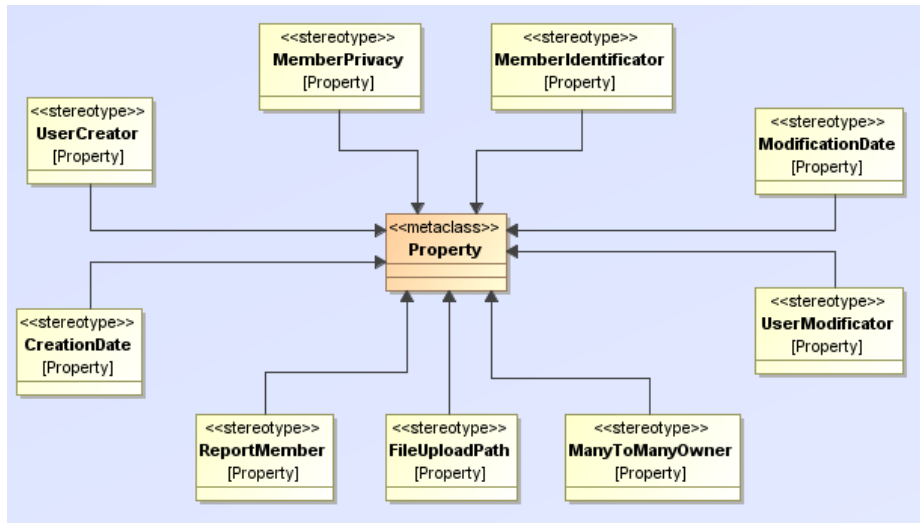 <<stereotype>>
MemberPrivacy
[Property]
<<stereotype>>
MemberIdentificator
[Property]
<<stereotype>>
UserCreator
[Property]
<<stereotype>>
ModificationDate
[Property]
<<metaclass>>
Property
<<stereotype>>
CreationDate
[Property]
<<stereotype>>
UserModificator
[Property]
<<stereotype>>
ReportMember
[Property]
<<stereotype>>
FileUploadPath
[Property]
<<stereotype>>
ManyToManyOwner
[Property]